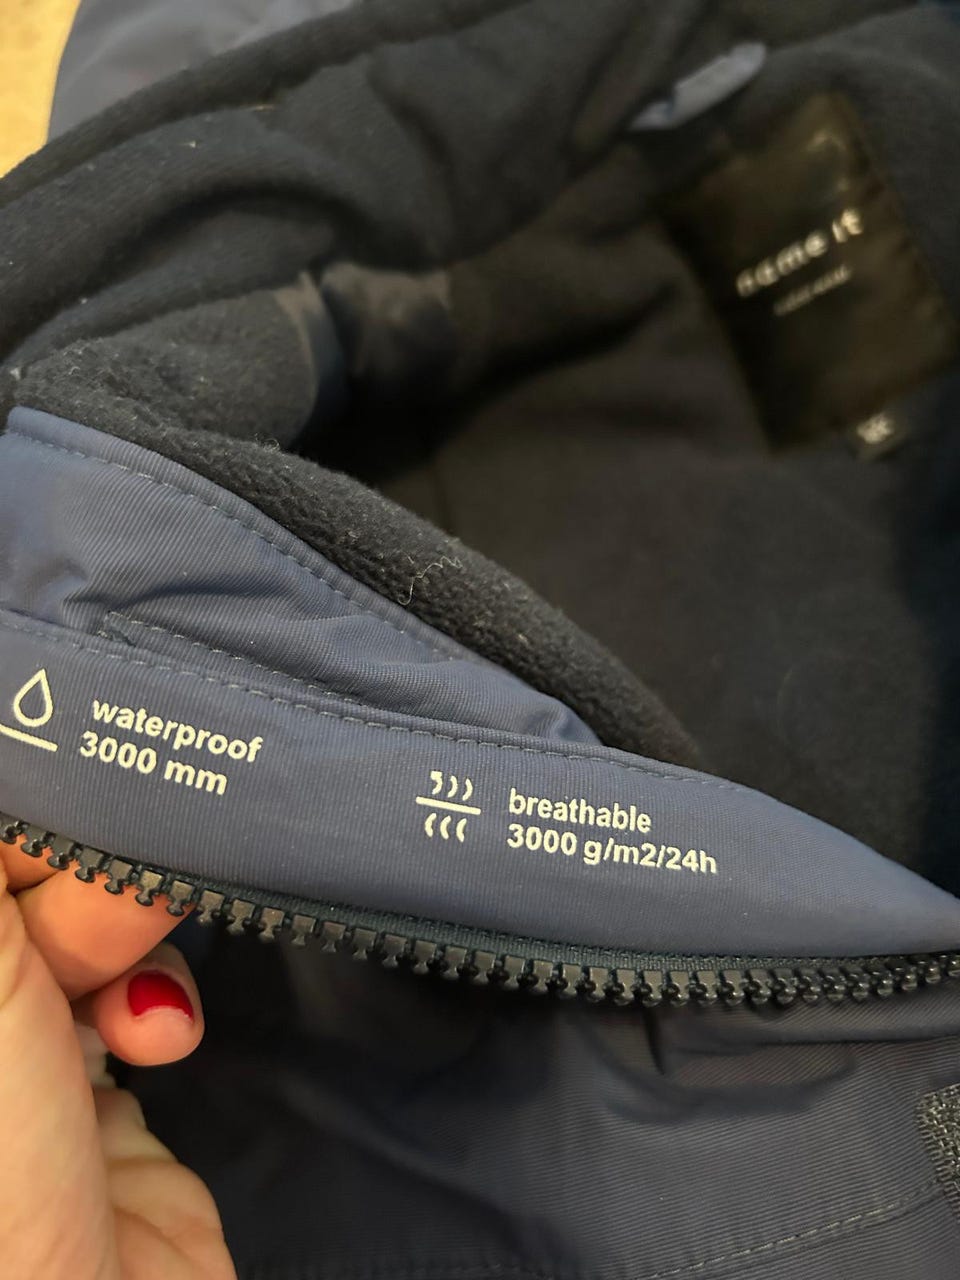 name it
waterproof
3000 mm
breathable
3000 g/m2/24h